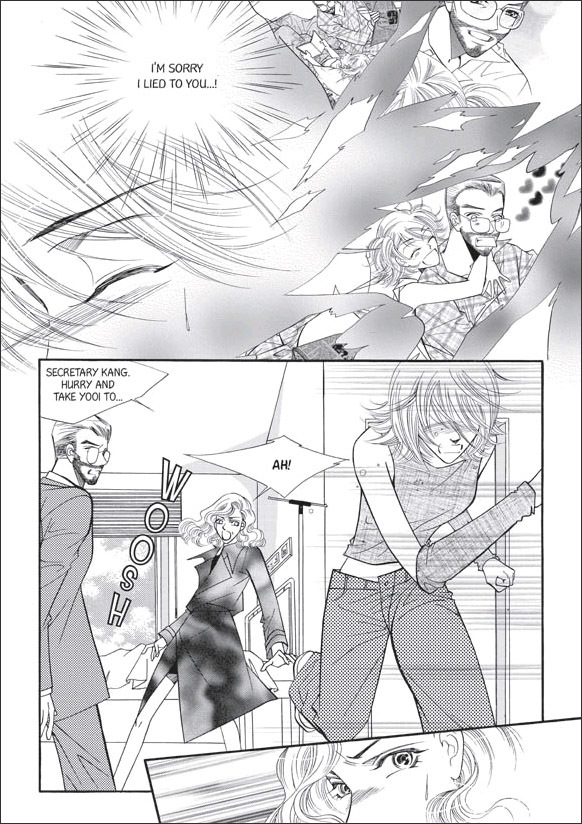 I'M SORRY
I LIED TO YOU...!
SECRETARY KANG.
HURRY AND
TAKE YOOI TO...
AH!
WOOSH